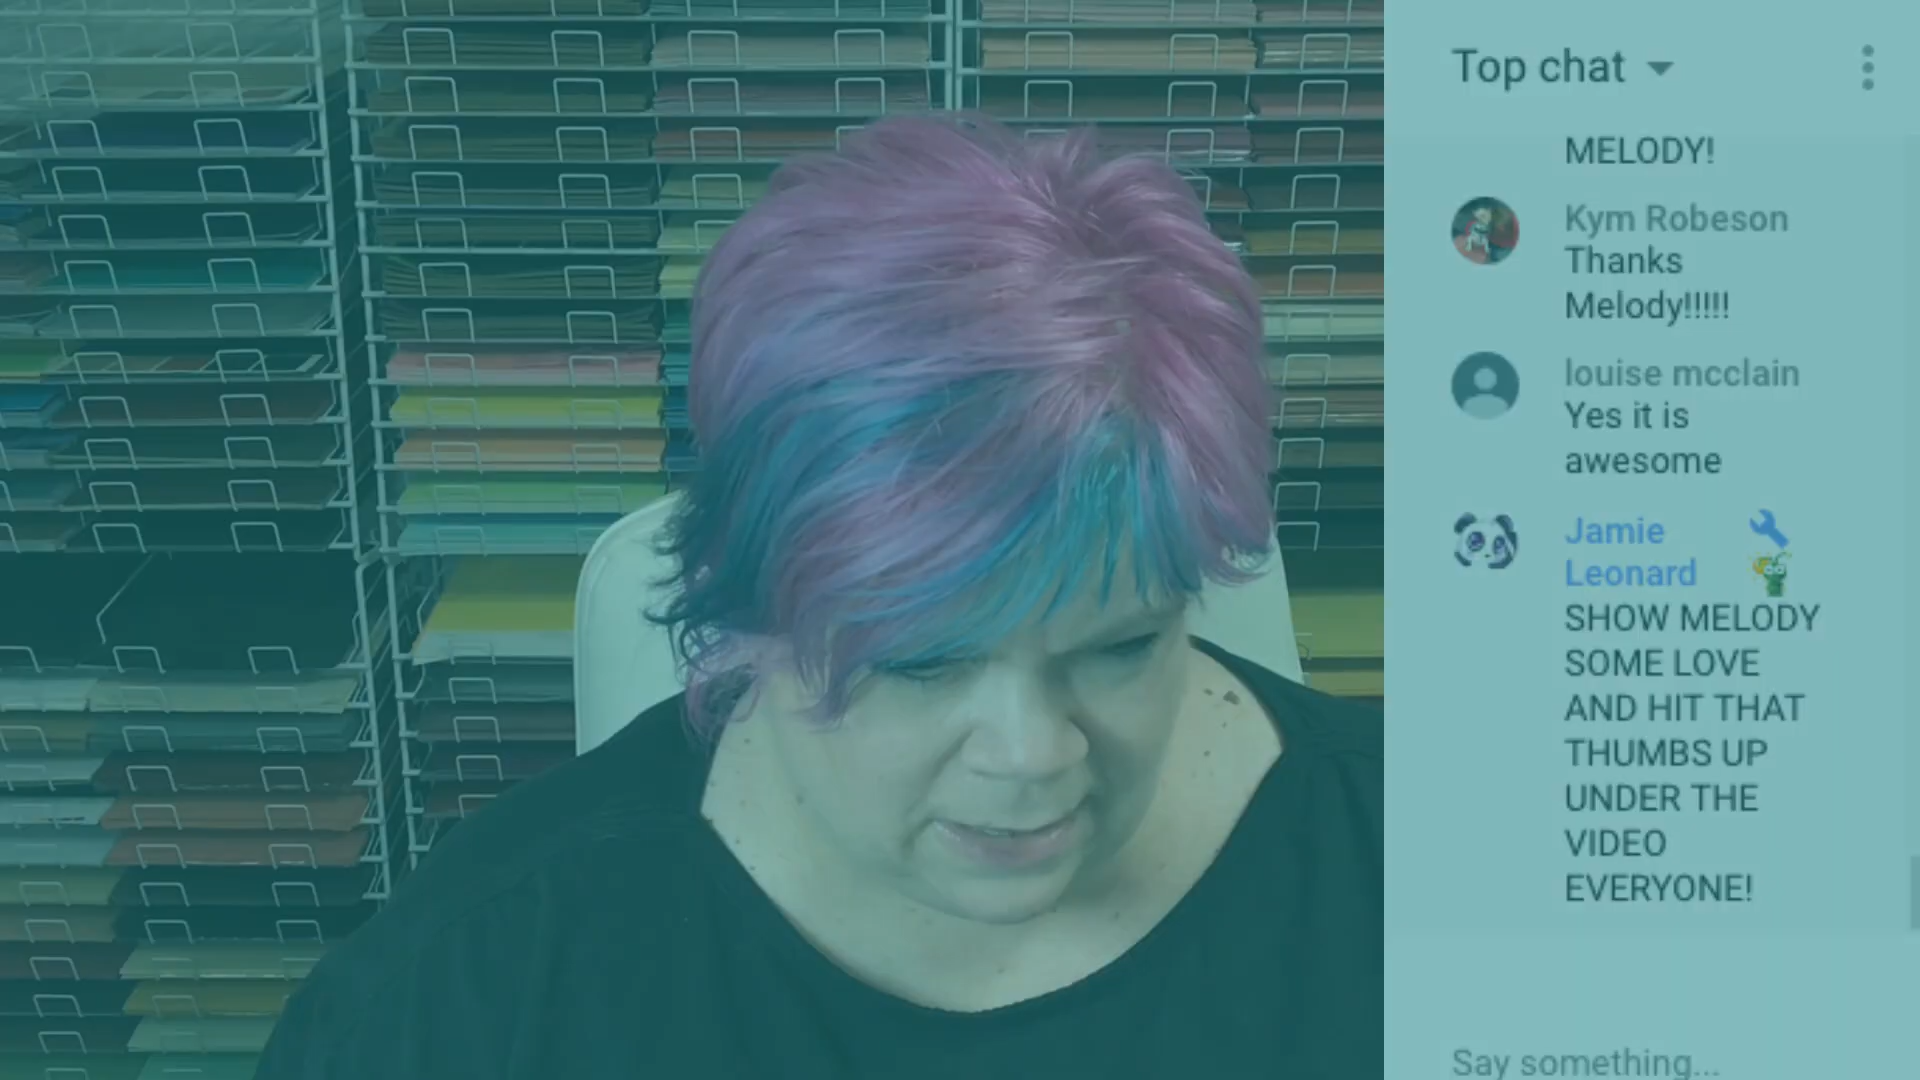 Top chat
MELODY!
Kym Robeson
Thanks
Melody!!!!!
louise mcclain
Yes it is
awesome
Jamie
Leonard
SHOW MELODY
SOME LOVE
AND HIT THAT
THUMBS UP
UNDER THE
VIDEO
EVERYONE!
Say something...